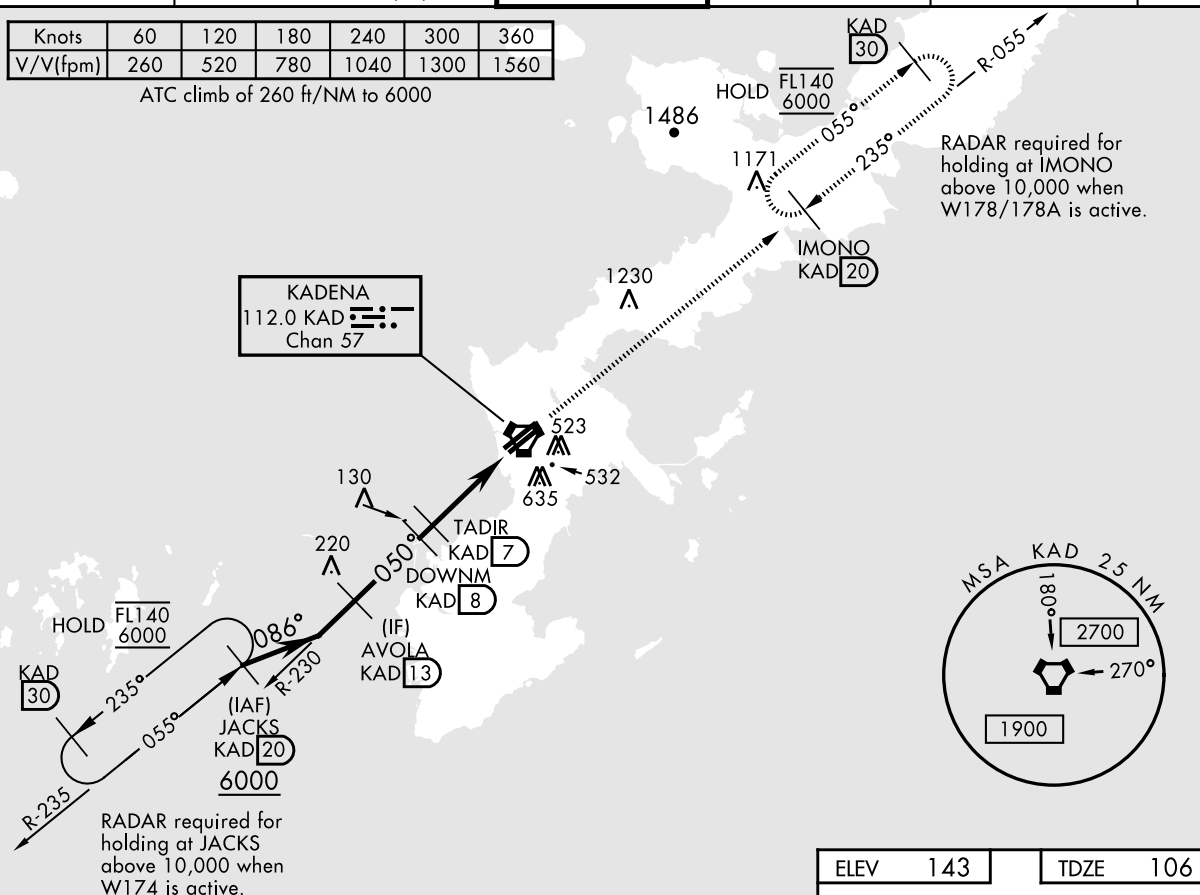 Knots 60 120 180 240 300 360
V/V(fpm) 260 520 780 1040 1300 1560
ATC climb of 260 ft/NM to 6000
KAD
30
R-055
HOLD FL140
6000
055°
235°
1486
1171
RADAR required for
holding at IMONO
above 10,000 when
W178/178A is active.
IMONO
KAD 20
1230
KADENA
112.0 KAD
Chan 57
523
532
635
130
TADIR
KAD 7
220
050°
DOWNM
KAD 8
HOLD FL140
6000
086°
(IF)
AVOLA
KAD 13
R-230
KAD
30
235°
055°
(IAF)
JACKS
KAD 20
6000
R-235
RADAR required for
holding at JACKS
above 10,000 when
W174 is active.
MSA KAD 25 NM
180°
2700
270°
1900
ELEV 143
TDZE 106